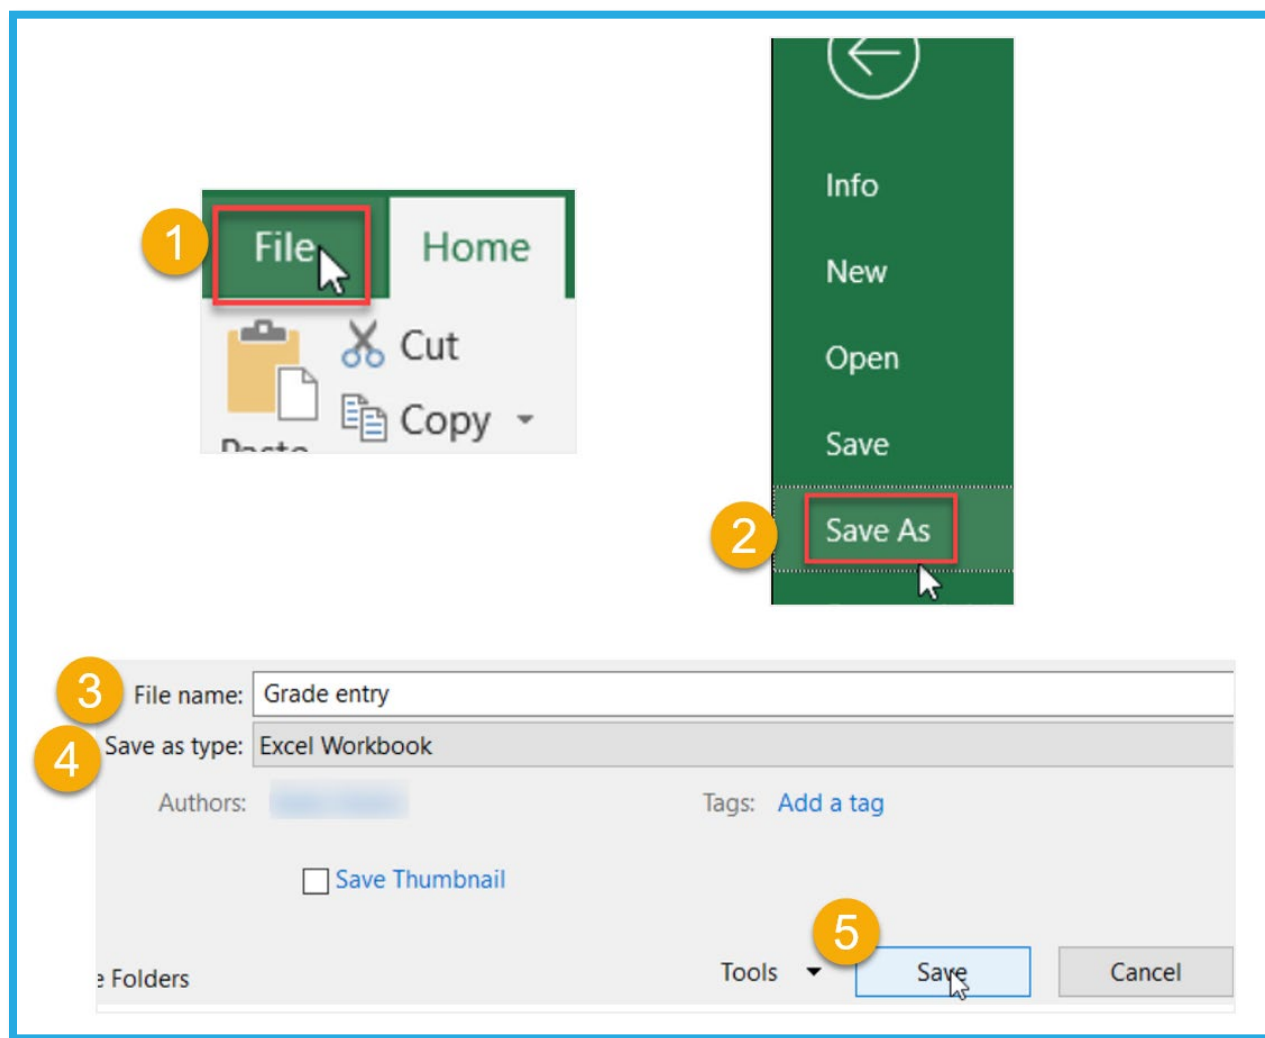 1
File
Home
Cut
Copy
Paste
Info
New
Open
Save
2
Save As
3
File name:
Grade entry
4
Save as type:
Excel Workbook
Authors:
Tags:
Add a tag
Save Thumbnail
5
e Folders
Tools
Save
Cancel